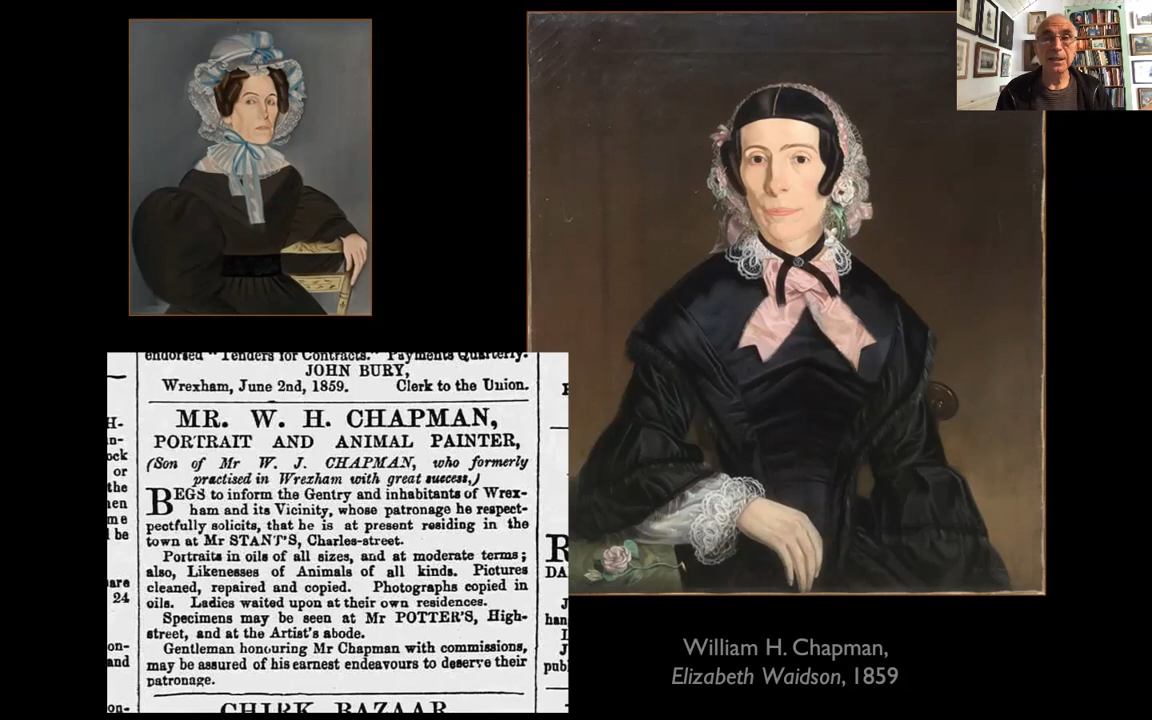 endorsed "Tenders for Contracts." Payments Quarterly.
JOHN BURY,
Wrexham, June 2nd, 1859. Clerk to the Union.
MR. W. H. CHAPMAN,
PORTRAIT AND ANIMAL PAINTER,
(Son of Mr W. J. CHAPMAN, who formerly
practised in Wrexham with great success,)
BEGS to inform the Gentry and inhabitants of Wrex-
ham and its Vicinity, whose patronage he respect-
pectfully solicits, that he is at present residing in the
town at Mr STANT'S, Charles-street.
Portraits in oils of all sizes, and at moderate terms;
also, Likenesses of Animals of all kinds. Pictures
cleaned, repaired and copied. Photographs copied in
oils. Ladies waited upon at their own residences.
Specimens may be seen at Mr POTTER'S, High-
street, and at the Artist's abode.
Gentleman honouring Mr Chapman with commissions,
may be assured of his earnest endeavours to deserve their
patronage.
CHIRK BAZAAR
William H. Chapman,
Elizabeth Waidson, 1859